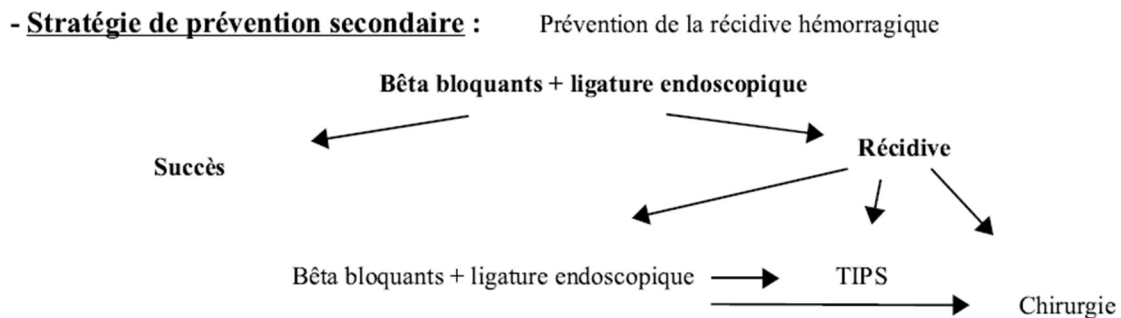 - Stratégie de prévention secondaire : Prévention de la récidive hémorragique
Bêta bloquants + ligature endoscopique
Récidive
Succès
Bêta bloquants + ligature endoscopique TIPS
Chirurgie